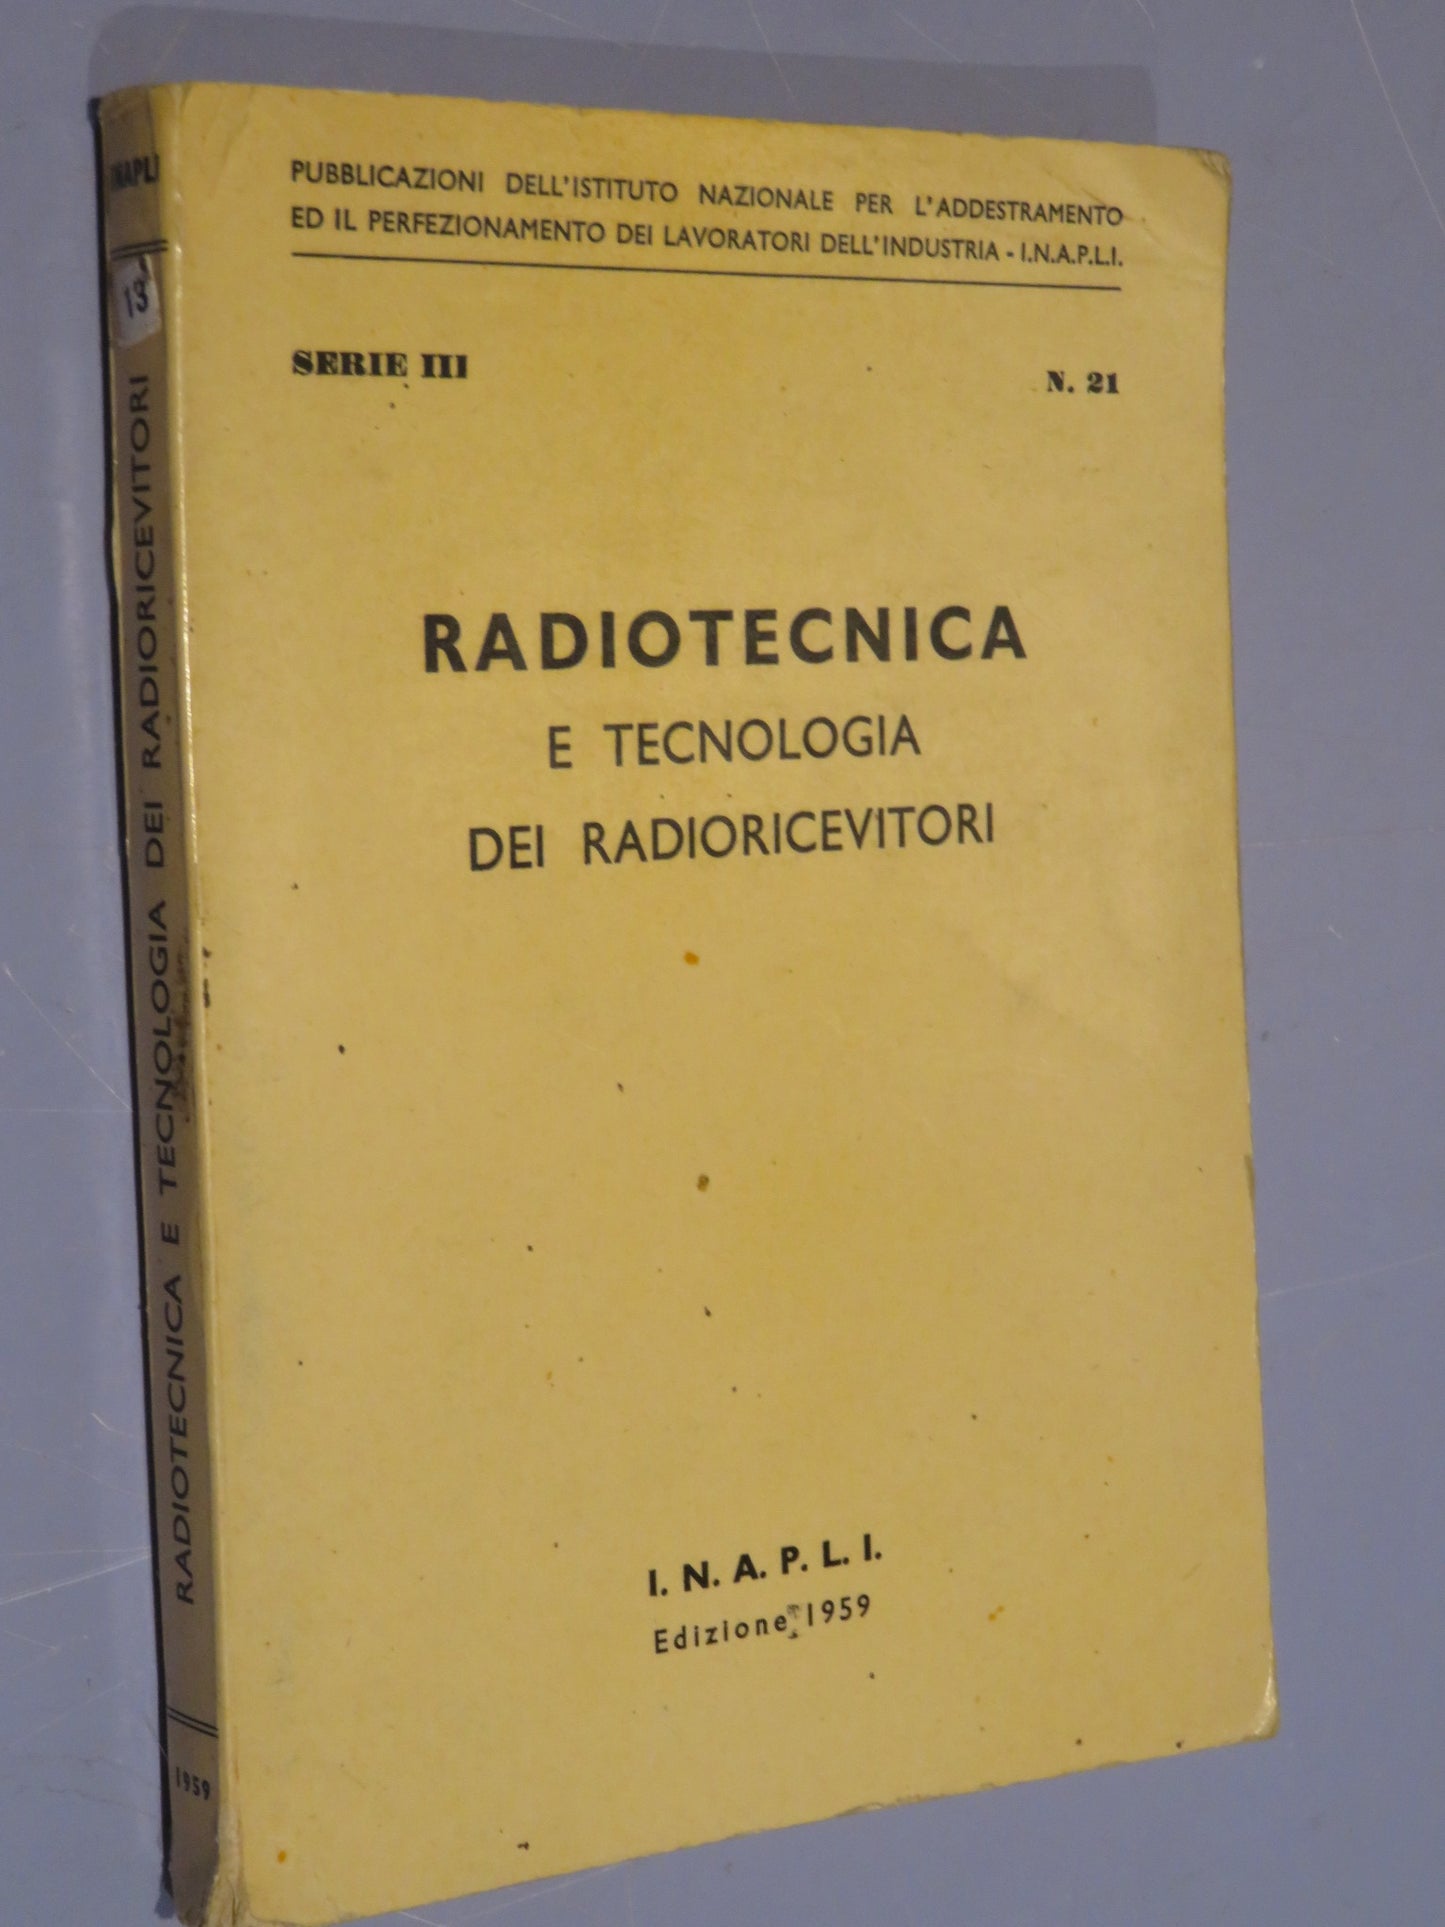 PUBBLICAZIONI DELL'ISTITUTO NAZIONALE PER L'ADDESTRAMENTO
ED IL PERFEZIONAMENTO DEI LAVORATORI DELL'INDUSTRIA - I.N.A.P.L.I.
SERIE III
N. 21
RADIOTECNICA
E TECNOLOGIA
DEI RADIORICEVITORI
I. N. A. P. L. I.
Edizione 1959
INAPLI
13
RADIOTECNICA E TECNOLOGIA DEI RADIORICEVITORI
1959